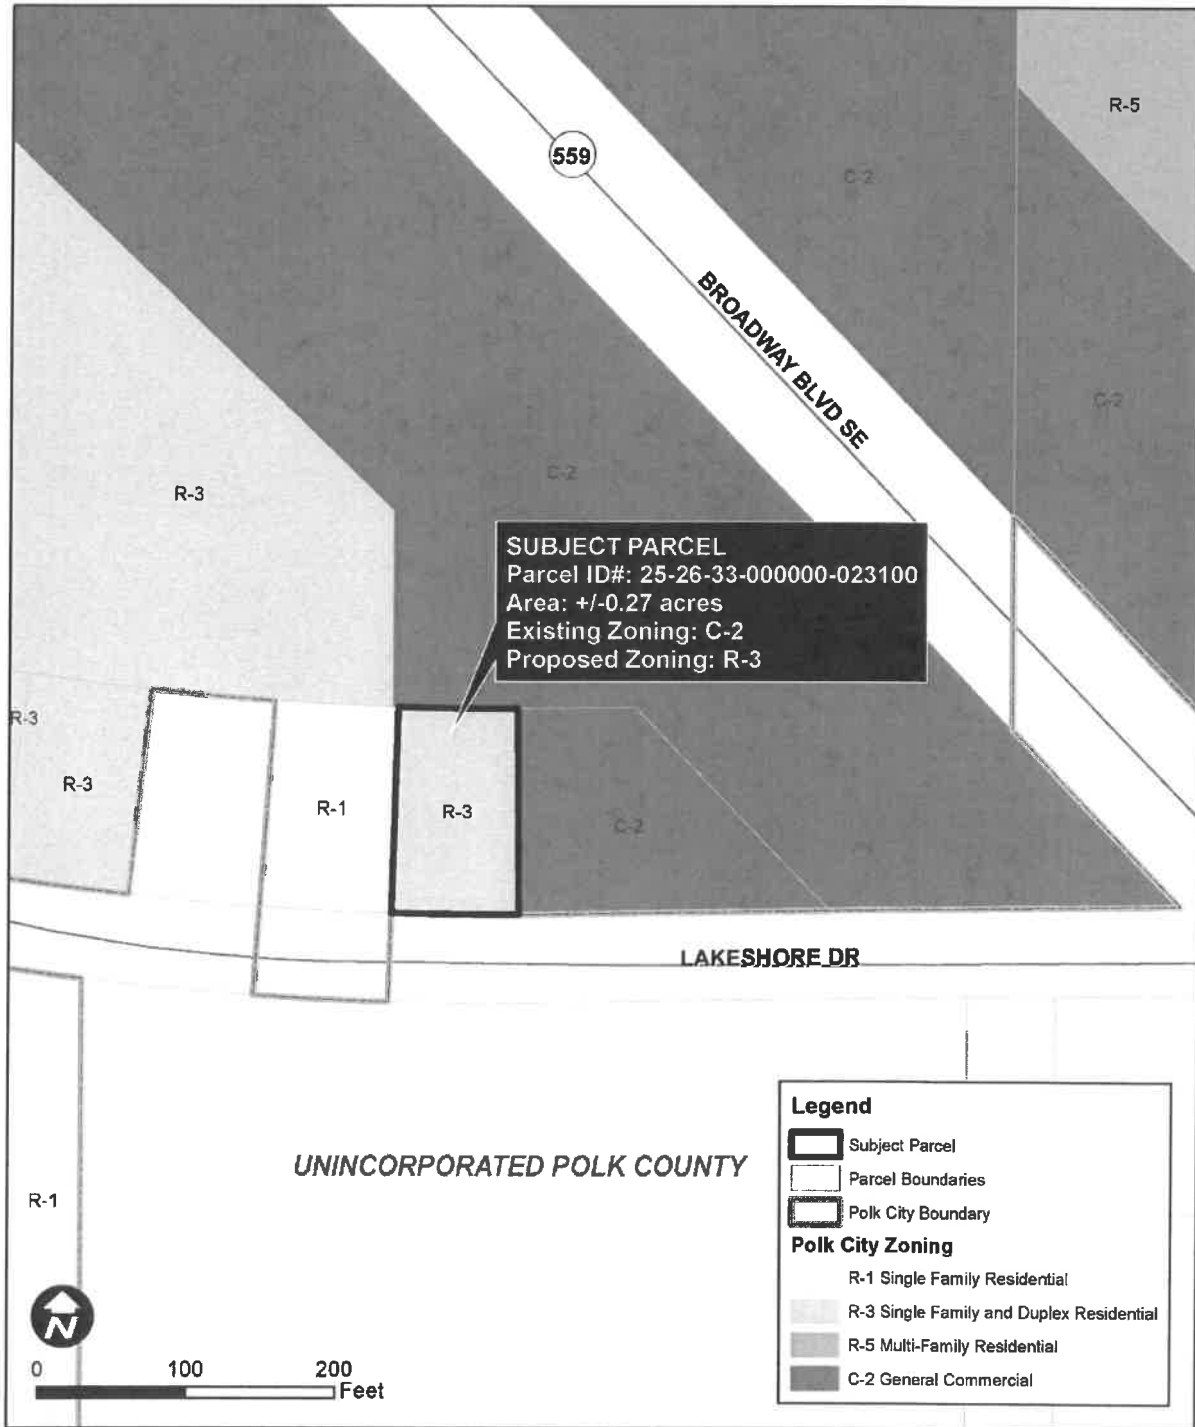 R-5
559
C-2
BROADWAY BLVD SE
C-2
R-3
C-2
SUBJECT PARCEL
Parcel ID#: 25-26-33-000000-023100
Area: +/-0.27 acres
Existing Zoning: C-2
Proposed Zoning: R-3
R-3
R-3
R-1
R-3
C-2
LAKESHORE DR
UNINCORPORATED POLK COUNTY
R-1
Legend
Subject Parcel
Parcel Boundaries
Polk City Boundary
Polk City Zoning
R-1 Single Family Residential
R-3 Single Family and Duplex Residential
R-5 Multi-Family Residential
C-2 General Commercial
N
0 100 200
Feet